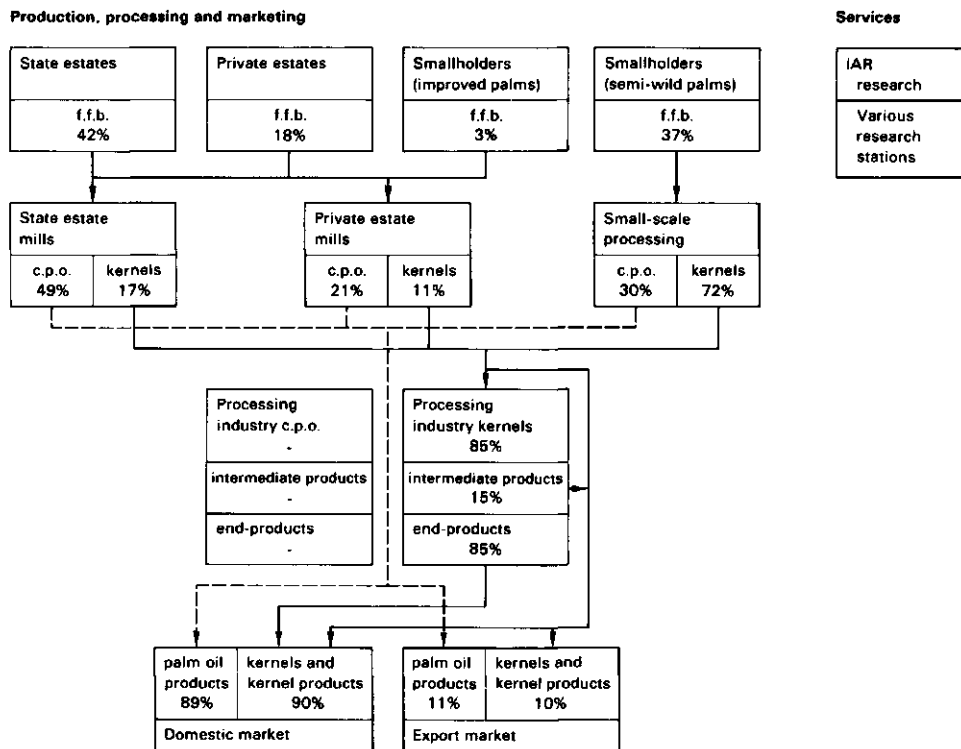 Production, processing and marketing
Services
State estates
f.f.b.
42%
Private estates
f.f.b.
18%
Smallholders
(improved palms)
f.f.b.
3%
Smallholders
(semi-wild palms)
f.f.b.
37%
IAR
research
Various
research
stations
State estate
mills
c.p.o.
49%
kernels
17%
Private estate
mills
c.p.o.
21%
kernels
11%
Small-scale
processing
c.p.o.
30%
kernels
72%
Processing
industry c.p.o.
-
intermediate products
-
end-products
-
Processing
industry kernels
85%
intermediate products
15%
end-products
85%
palm oil
products
89%
kernels and
kernel products
90%
Domestic market
palm oil
products
11%
kernels and
kernel products
10%
Export market